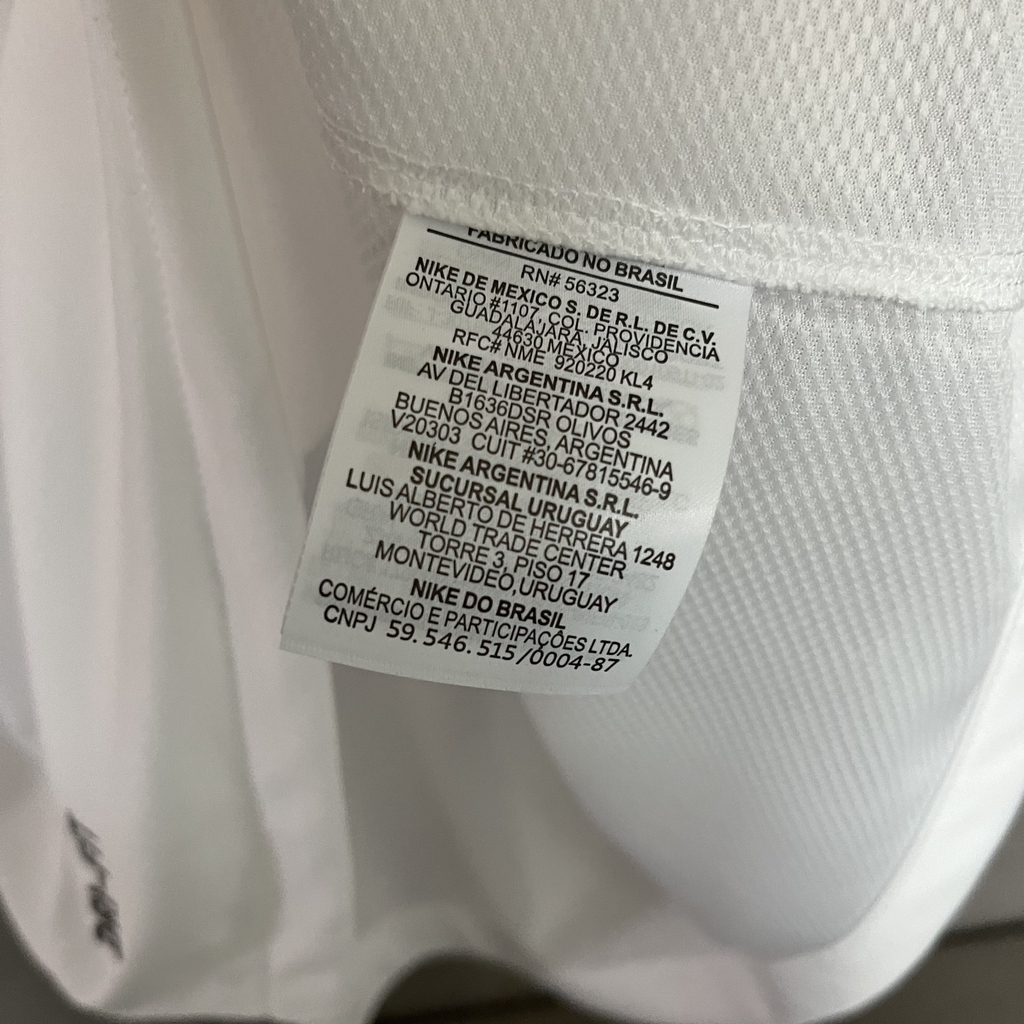 FABRICADO NO BRASIL
RN# 56323
NIKE DE MEXICO S. DE R.L. DE C.V.
ONTARIO #1107, COL. PROVIDENCIA
GUADALAJARA, JALISCO
44630 MEXICO
RFC# NME 920220 KL4
NIKE ARGENTINA S.R.L.
AV DEL LIBERTADOR 2442
B1636DSR OLIVOS
BUENOS AIRES, ARGENTINA
V20303 CUIT #30-67815546-9
NIKE ARGENTINA S.R.L.
SUCURSAL URUGUAY
LUIS ALBERTO DE HERRERA 1248
WORLD TRADE CENTER
TORRE 3, PISO 17
MONTEVIDEO,URUGUAY
NIKE DO BRASIL
COMÉRCIO E PARTICIPAÇÕES LTDA.
CNPJ 59.546.515/0004-87
DRI-FIT